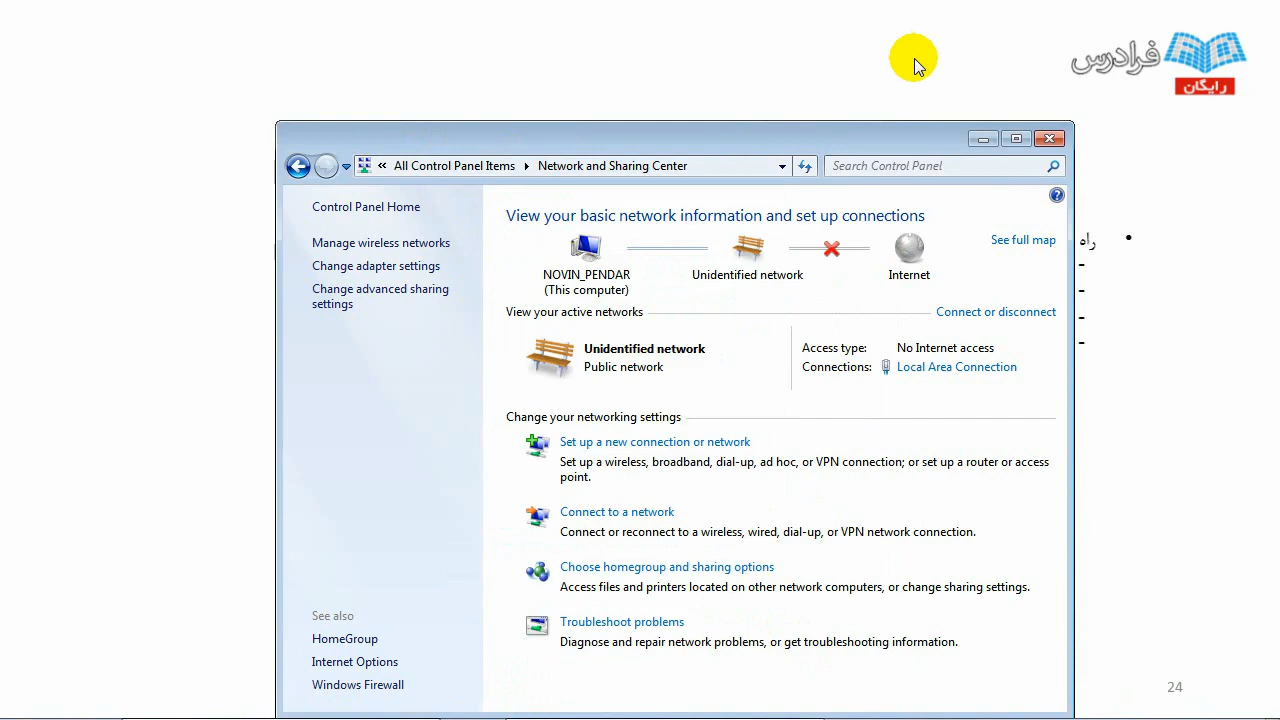 فرادرس
رایگان
« All Control Panel Items Network and Sharing Center
Search Control Panel
Control Panel Home
Manage wireless networks
Change adapter settings
Change advanced sharing
settings
See also
HomeGroup
Internet Options
Windows Firewall
View your basic network information and set up connections
NOVIN_PENDAR
(This computer)
Unidentified network
Internet
See full map
View your active networks
Connect or disconnect
Unidentified network
Public network
Access type: No Internet access
Connections: Local Area Connection
Change your networking settings
Set up a new connection or network
Set up a wireless, broadband, dial-up, ad hoc, or VPN connection; or set up a router or access
point.
Connect to a network
Connect or reconnect to a wireless, wired, dial-up, or VPN network connection.
Choose homegroup and sharing options
Access files and printers located on other network computers, or change sharing settings.
Troubleshoot problems
Diagnose and repair network problems, or get troubleshooting information.
• راه
-
-
-
-
24